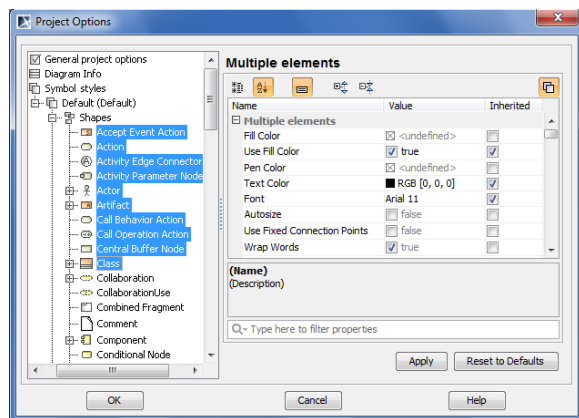 Project Options
General project options
Diagram Info
Symbol styles
Default (Default)
Shapes
Accept Event Action
Action
Activity Edge Connector
Activity Parameter Node
Actor
Artifact
Call Behavior Action
Call Operation Action
Central Buffer Node
Class
Collaboration
CollaborationUse
Combined Fragment
Comment
Component
Conditional Node
Multiple elements
Name Value Inherited
Multiple elements
Fill Color <undefined>
Use Fill Color true
Pen Color <undefined>
Text Color RGB [0, 0, 0]
Font Arial 11
Autosize false
Use Fixed Connection Points false
Wrap Words true
(Name)
(Description)
Type here to filter properties
Apply Reset to Defaults
OK Cancel Help